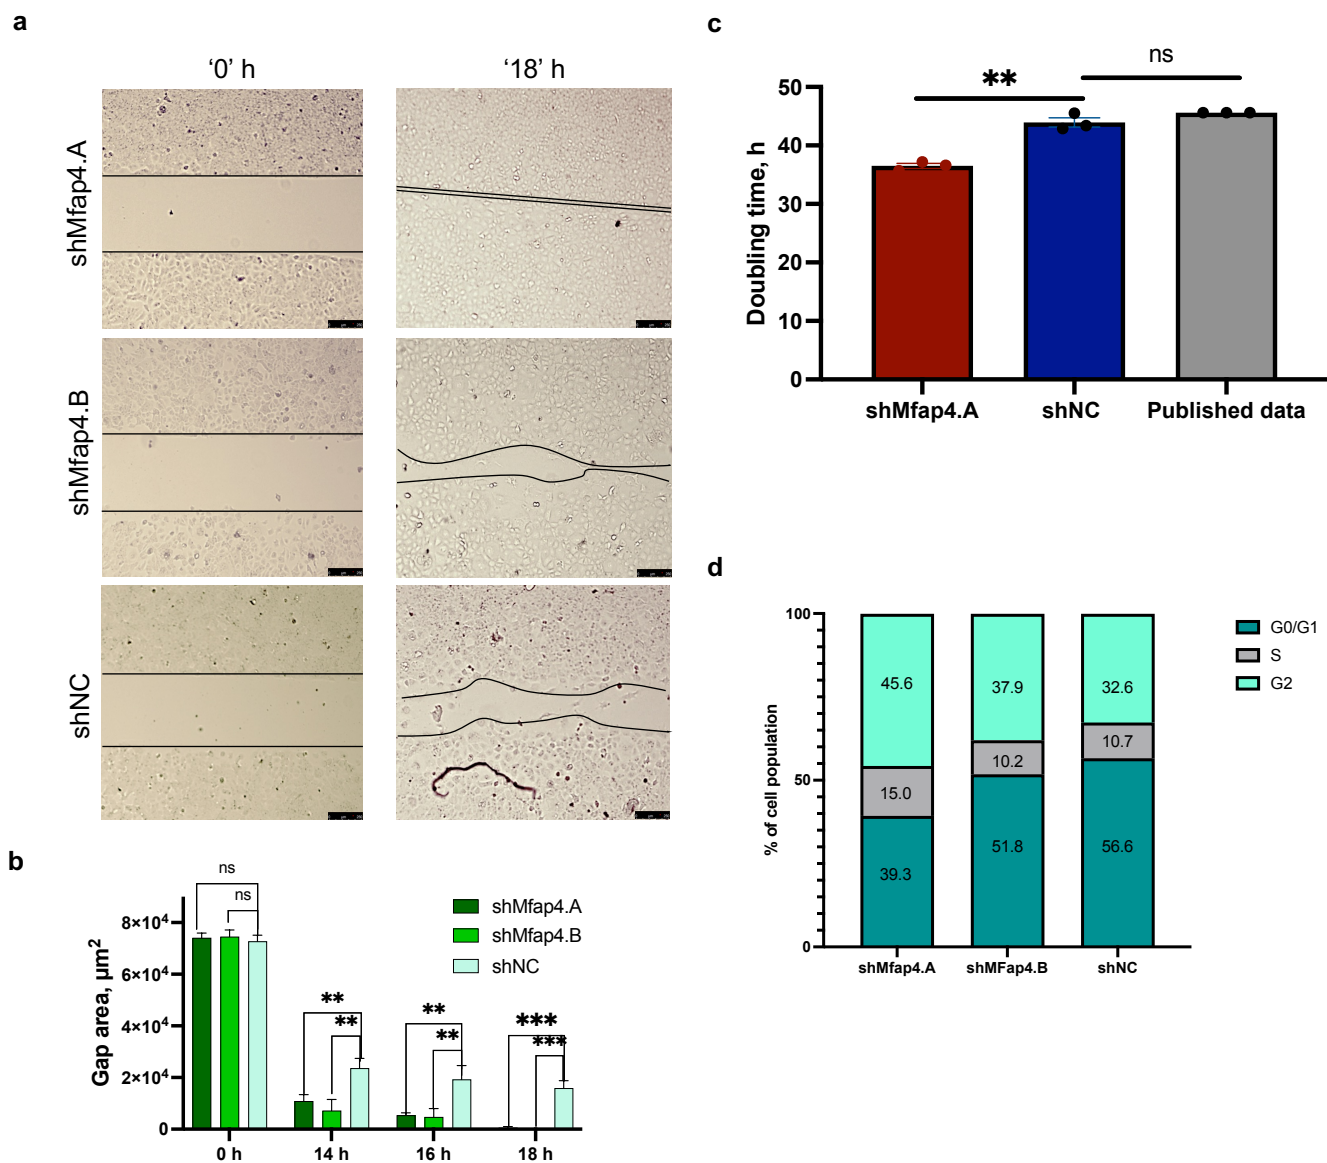 a
'0' h
'18' h
shMfap4.A
shMfap4.B
shNC
b
ns
ns
8×10⁴
6×10⁴
4×10⁴
2×10⁴
0
Gap area, µm²
**
**
**
**
***
***
0 h
14 h
16 h
18 h
shMfap4.A
shMfap4.B
shNC
c
**
ns
50
40
30
20
10
0
Doubling time, h
shMfap4.A
shNC
Published data
d
100
50
0
% of cell population
45.6
15.0
39.3
37.9
10.2
51.8
32.6
10.7
56.6
shMfap4.A
shMFap4.B
shNC
G0/G1
S
G2